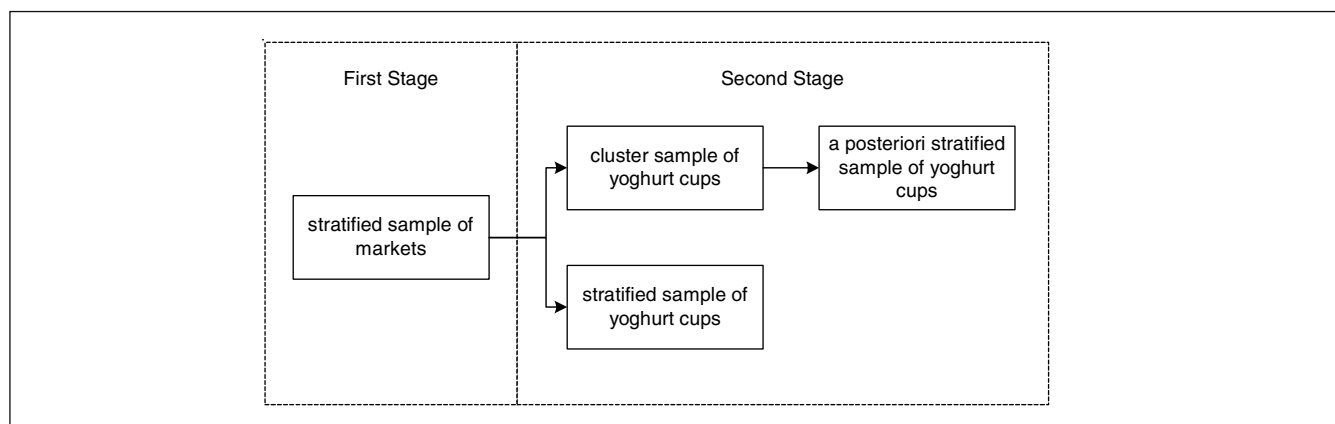 First Stage
Second Stage
cluster sample of
yoghurt cups
a posteriori stratified
sample of yoghurt
cups
stratified sample of
markets
stratified sample of
yoghurt cups